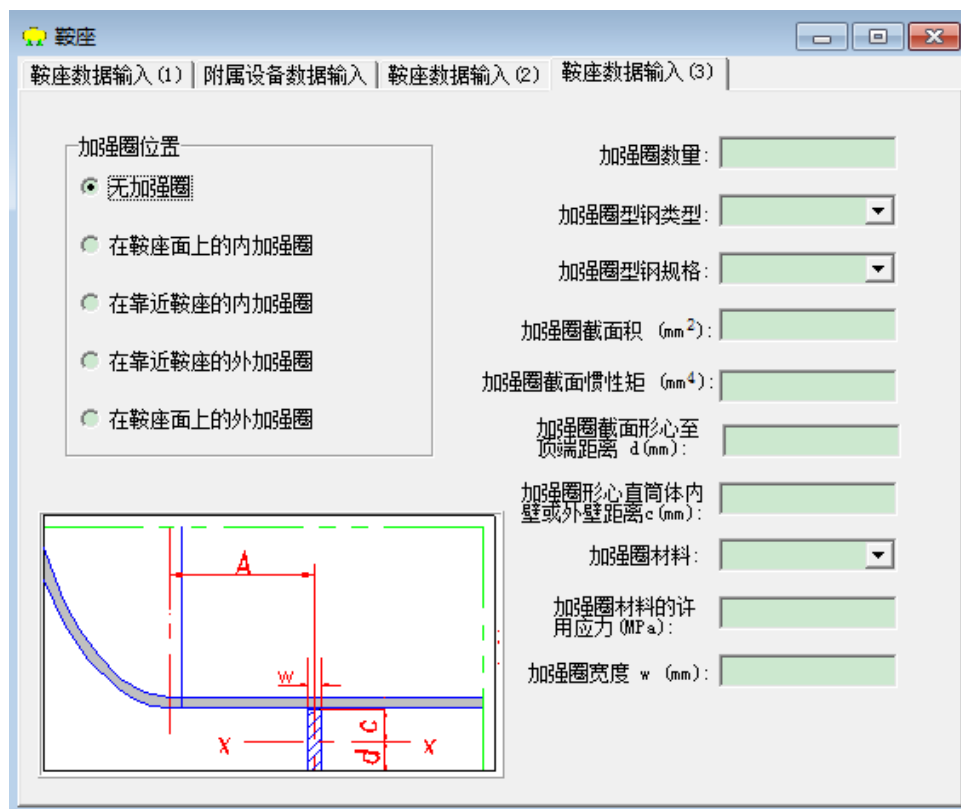 鞍座
鞍座数据输入(1)
附属设备数据输入
鞍座数据输入(2)
鞍座数据输入(3)
加强圈位置
无加强圈
在鞍座面上的内加强圈
在靠近鞍座的内加强圈
在靠近鞍座的外加强圈
在鞍座面上的外加强圈
加强圈数量:
加强圈型钢类型:
加强圈型钢规格:
加强圈截面积 (mm²):
加强圈截面惯性矩 (mm⁴):
加强圈截面形心至
顶端距离 d(mm):
加强圈形心直筒体内
壁或外壁距离c(mm):
加强圈材料:
加强圈材料的许
用应力(MPa):
加强圈宽度 w (mm):
A
w
c
x
x
d